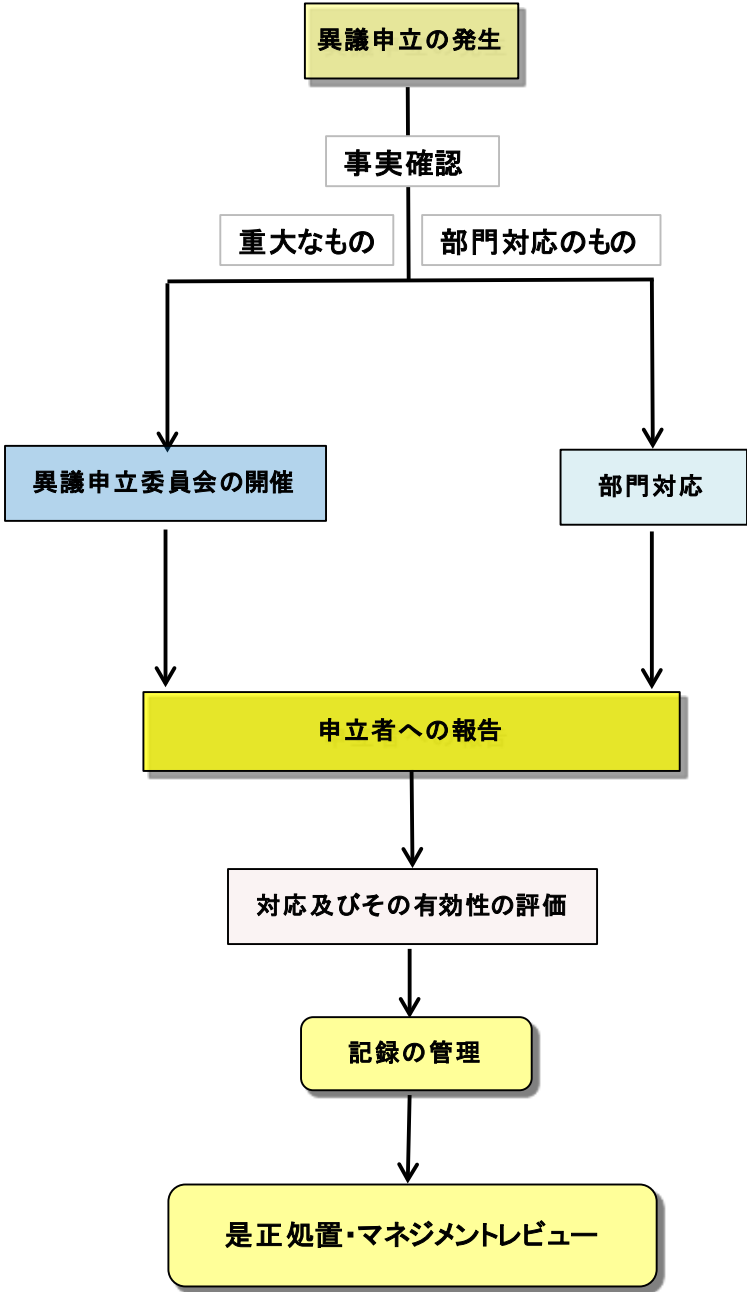 異議申立の発生
事実確認
重大なもの
部門対応のもの
異議申立委員会の開催
部門対応
申立者への報告
対応及びその有効性の評価
記録の管理
是正処置・マネジメントレビュー